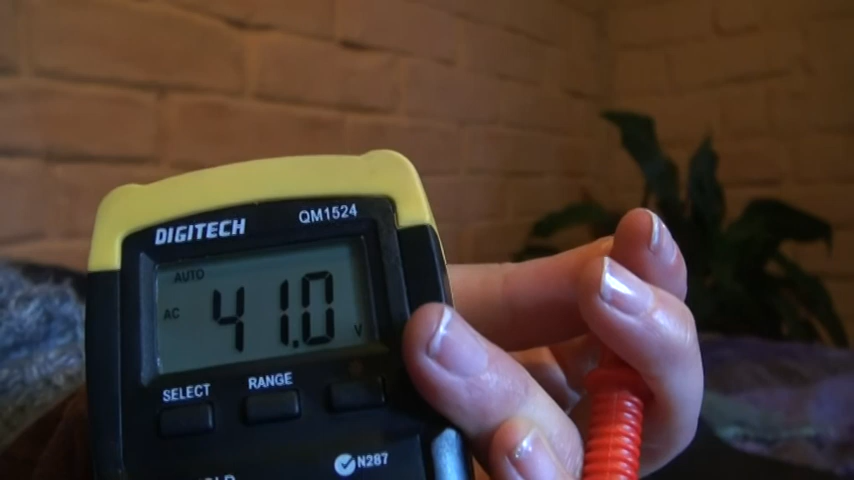 DIGITECH QM1524
AUTO
AC 41.0 V
SELECT RANGE
N287